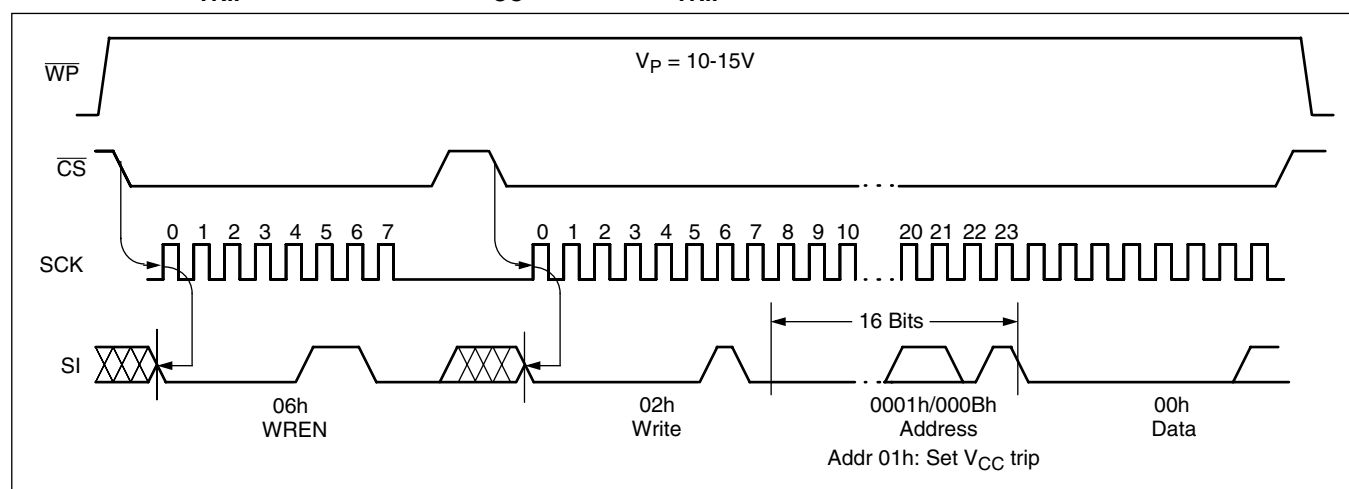 WP
V_P = 10-15V
CS
0 1 2 3 4 5 6 7 0 1 2 3 4 5 6 7 8 9 10 20 21 22 23
SCK
16 Bits
SI
06h
WREN
02h
Write
0001h/000Bh
Address
00h
Data
Addr 01h: Set V_CC trip